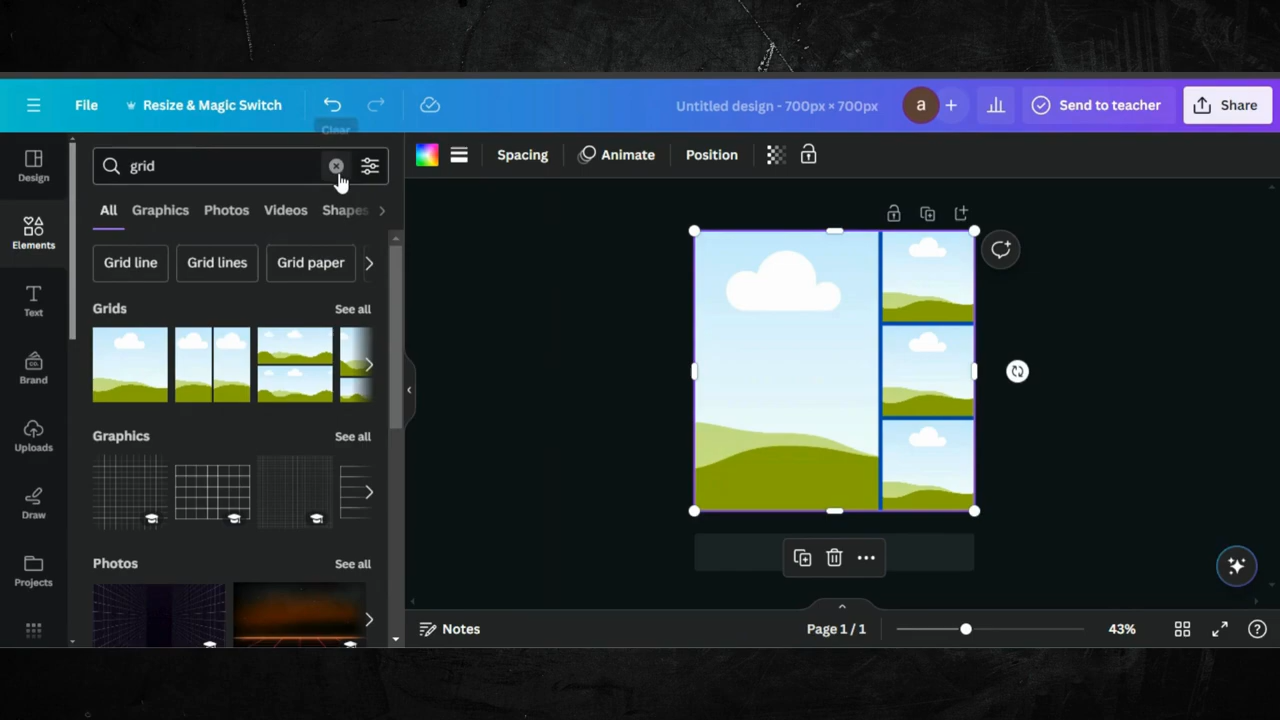 File
Resize & Magic Switch
Untitled design - 700px × 700px
a
Send to teacher
Share
Clear
grid
Spacing
Animate
Position
Design
Elements
Text
Brand
Uploads
Draw
Projects
All
Graphics
Photos
Videos
Shapes
Grid line
Grid lines
Grid paper
Grids
See all
Graphics
See all
Photos
See all
CO.
Notes
Page 1 / 1
43%